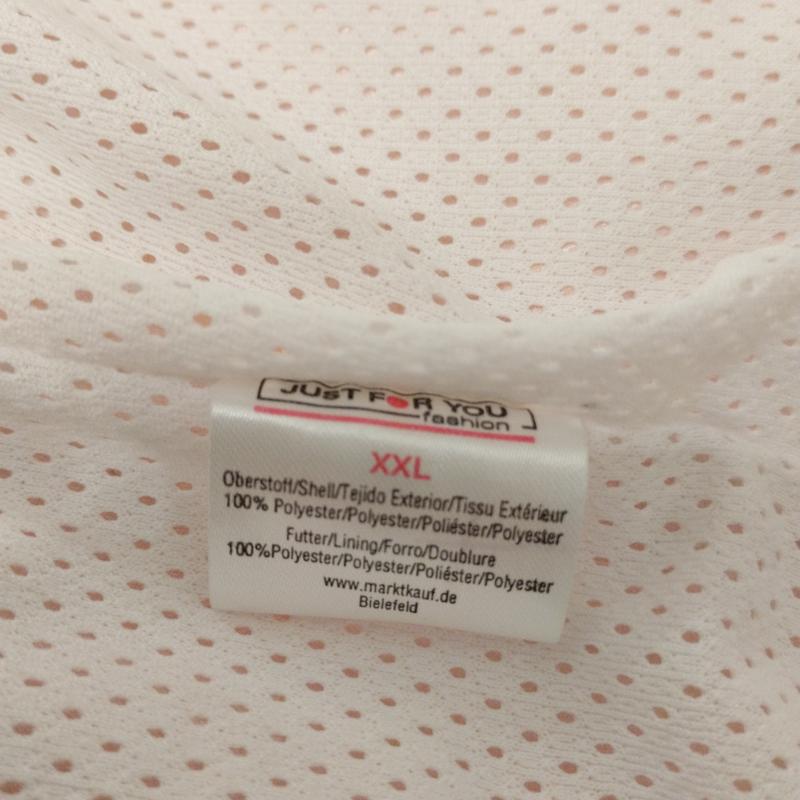 JUST FOR YOU
fashion
XXL
Oberstoff/Shell/Tejido Exterior/Tissu Extérieur
100% Polyester/Polyester/Poliéster/Polyester
Futter/Lining/Forro/Doublure
100%Polyester/Polyester/Poliéster/Polyester
www.marktkauf.de
Bielefeld